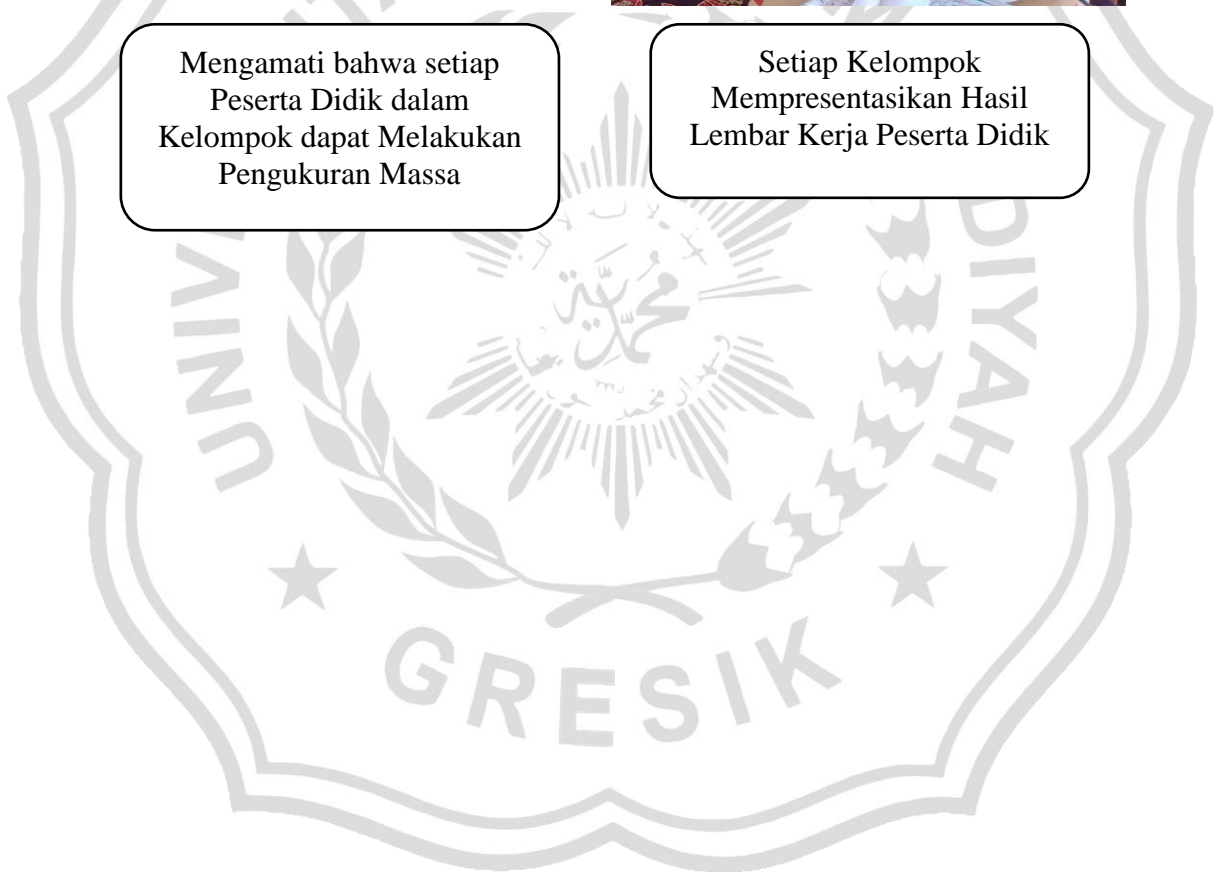 Mengamati bahwa setiap
Peserta Didik dalam
Kelompok dapat Melakukan
Pengukuran Massa
Setiap Kelompok
Mempresentasikan Hasil
Lembar Kerja Peserta Didik
GRESIK